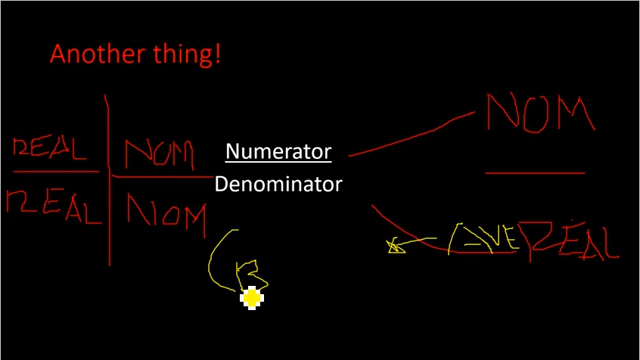 Another thing!
REAL NOM Numerator NOM
REAL NOM Denominator
AVE REAL
B